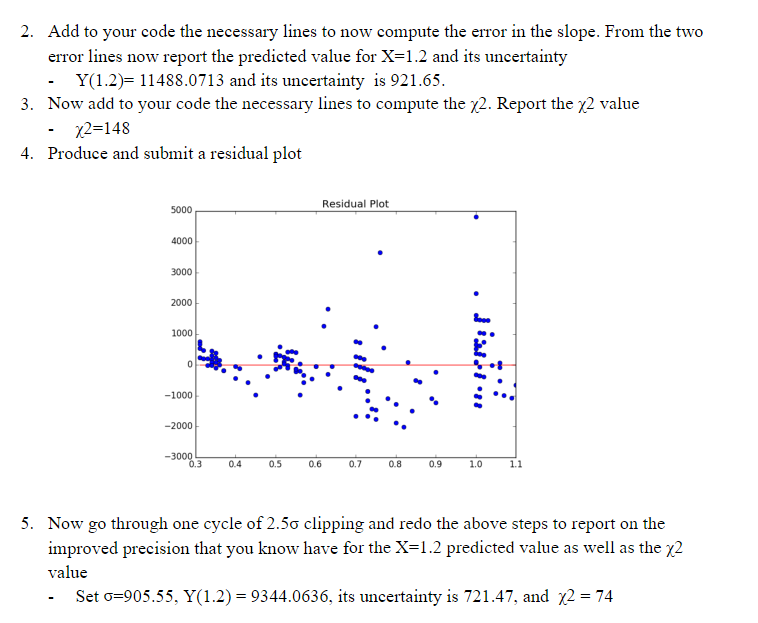 2. Add to your code the necessary lines to now compute the error in the slope. From the two
error lines now report the predicted value for X=1.2 and its uncertainty
- Y(1.2)= 11488.0713 and its uncertainty is 921.65.
3. Now add to your code the necessary lines to compute the χ2. Report the χ2 value
- χ2=148
4. Produce and submit a residual plot
Residual Plot
5000
4000
3000
2000
1000
0
−1000
−2000
−3000
0.3 0.4 0.5 0.6 0.7 0.8 0.9 1.0 1.1
5. Now go through one cycle of 2.5σ clipping and redo the above steps to report on the
improved precision that you know have for the X=1.2 predicted value as well as the χ2
value
- Set σ=905.55, Y(1.2) = 9344.0636, its uncertainty is 721.47, and χ2 = 74